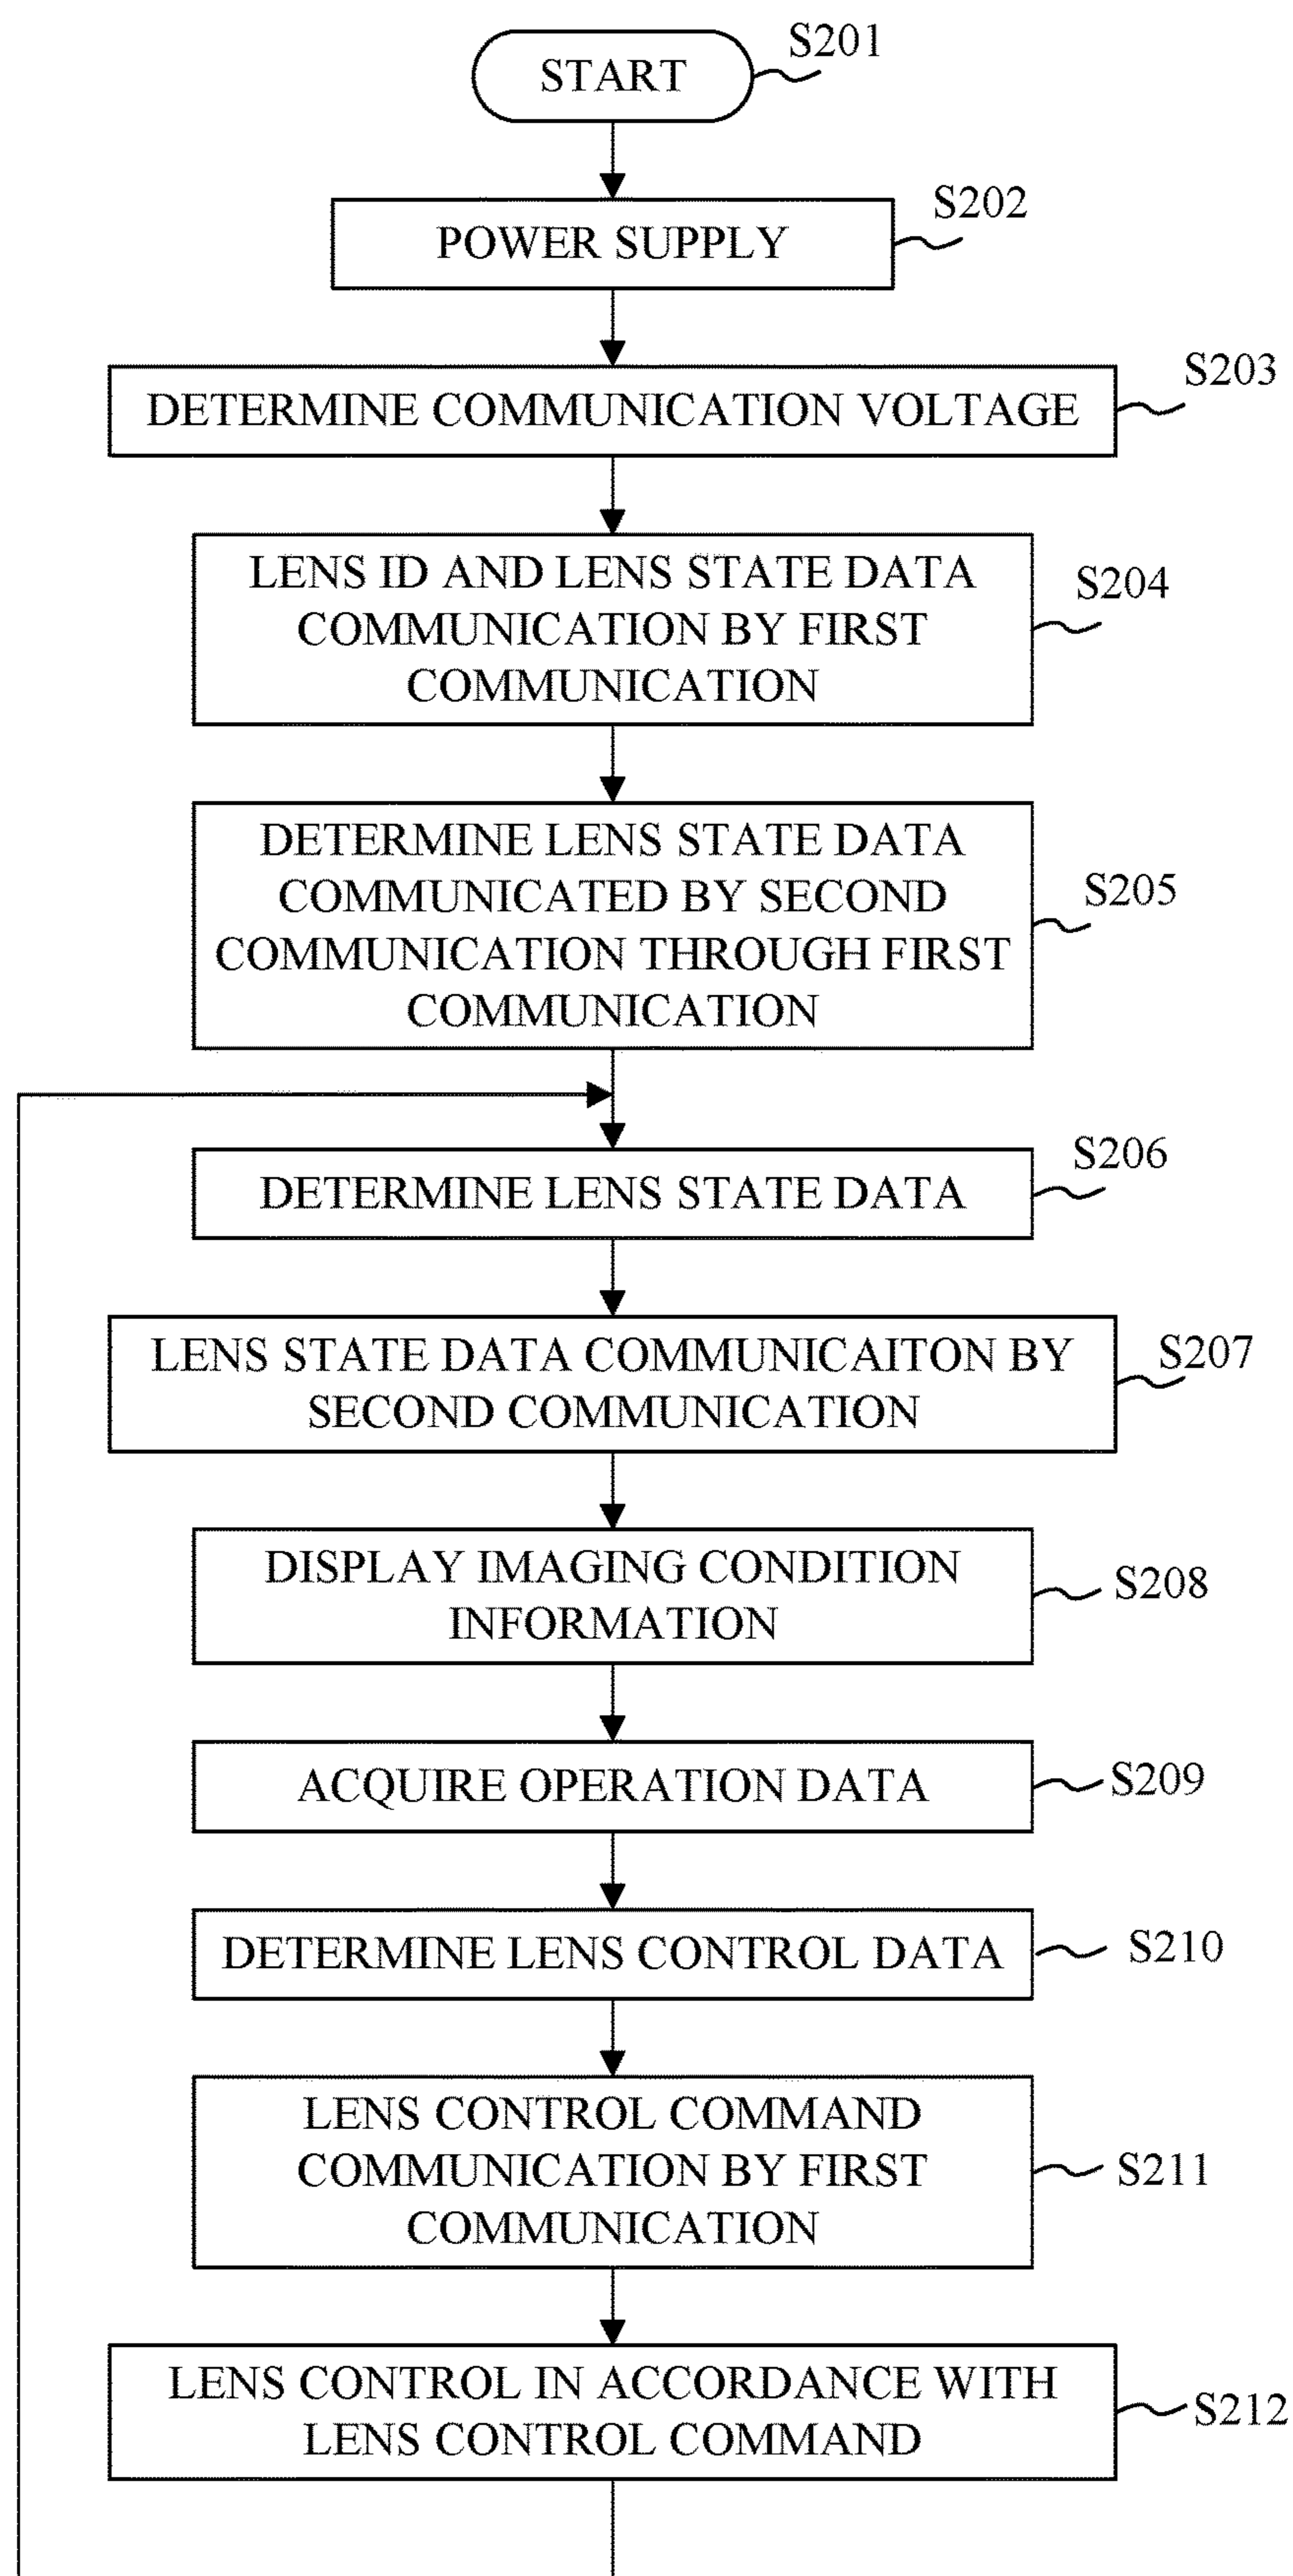 START
S201
POWER SUPPLY
S202
DETERMINE COMMUNICATION VOLTAGE
S203
LENS ID AND LENS STATE DATA
COMMUNICATION BY FIRST
COMMUNICATION
S204
DETERMINE LENS STATE DATA
COMMUNICATED BY SECOND
COMMUNICATION THROUGH FIRST
COMMUNICATION
S205
DETERMINE LENS STATE DATA
S206
LENS STATE DATA COMMUNICAITON BY
SECOND COMMUNICATION
S207
DISPLAY IMAGING CONDITION
INFORMATION
S208
ACQUIRE OPERATION DATA
S209
DETERMINE LENS CONTROL DATA
S210
LENS CONTROL COMMAND
COMMUNICATION BY FIRST
COMMUNICATION
S211
LENS CONTROL IN ACCORDANCE WITH
LENS CONTROL COMMAND
S212